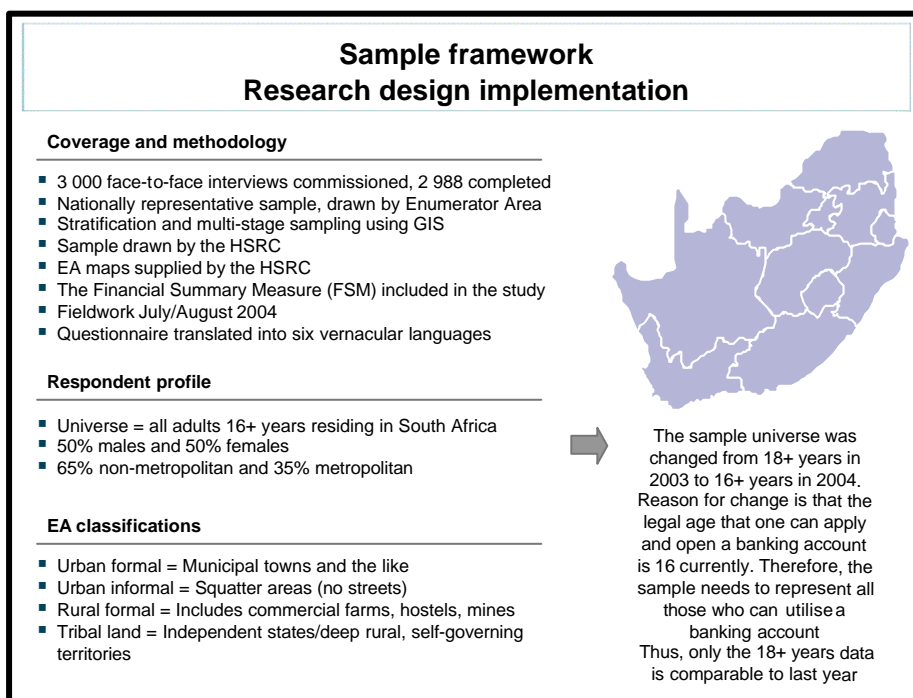 Sample framework
Research design implementation
Coverage and methodology
▪ 3 000 face-to-face interviews commissioned, 2 988 completed
▪ Nationally representative sample, drawn by Enumerator Area
▪ Stratification and multi-stage sampling using GIS
▪ Sample drawn by the HSRC
▪ EA maps supplied by the HSRC
▪ The Financial Summary Measure (FSM) included in the study
▪ Fieldwork July/August 2004
▪ Questionnaire translated into six vernacular languages
Respondent profile
▪ Universe = all adults 16+ years residing in South Africa
▪ 50% males and 50% females
▪ 65% non-metropolitan and 35% metropolitan
EA classifications
▪ Urban formal = Municipal towns and the like
▪ Urban informal = Squatter areas (no streets)
▪ Rural formal = Includes commercial farms, hostels, mines
▪ Tribal land = Independent states/deep rural, self-governing
territories
The sample universe was
changed from 18+ years in
2003 to 16+ years in 2004.
Reason for change is that the
legal age that one can apply
and open a banking account
is 16 currently. Therefore, the
sample needs to represent all
those who can utilise a
banking account
Thus, only the 18+ years data
is comparable to last year